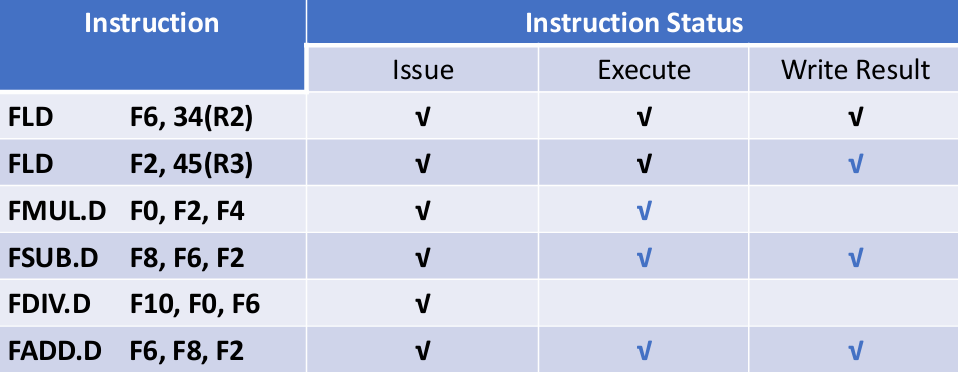 Instruction Instruction Status
Issue Execute Write Result
FLD F6, 34(R2) √ √ √
FLD F2, 45(R3) √ √ √
FMUL.D F0, F2, F4 √ √
FSUB.D F8, F6, F2 √ √ √
FDIV.D F10, F0, F6 √
FADD.D F6, F8, F2 √ √ √